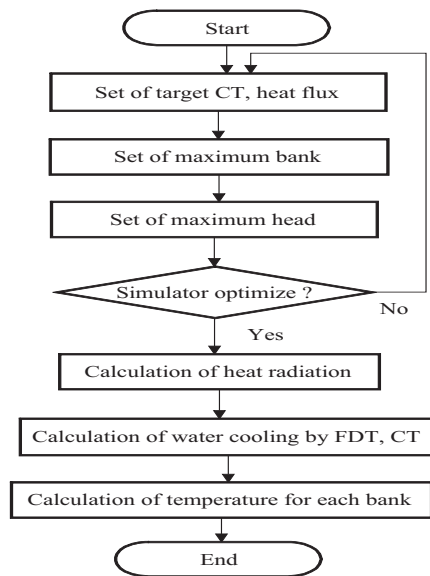 Start
Set of target CT, heat flux
Set of maximum bank
Set of maximum head
Simulator optimize ?
No
Yes
Calculation of heat radiation
Calculation of water cooling by FDT, CT
Calculation of temperature for each bank
End